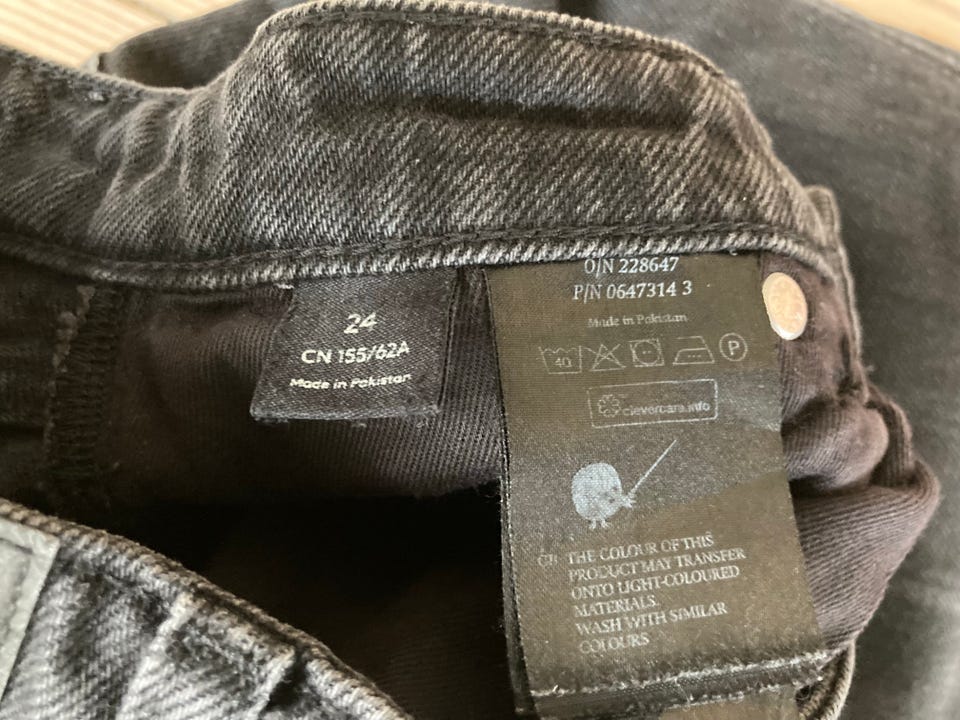 24
CN 155/62A
Made in Pakistan
O/N 228647
P/N 0647314 3
Made in Pakistan
40 P
clevercare.info
GB THE COLOUR OF THIS
PRODUCT MAY TRANSFER
ONTO LIGHT-COLOURED
MATERIALS.
WASH WITH SIMILAR
COLOURS